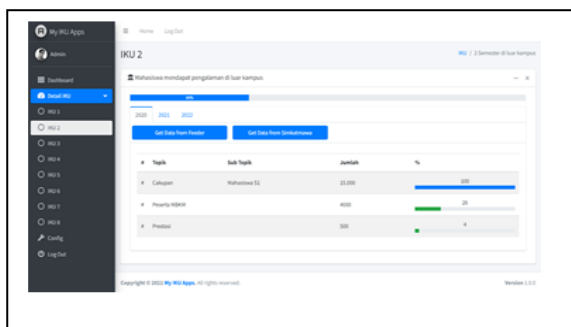 My IKU Apps
Home Log Out
Admin
IKU 2
IKU / 2 Semester di luar kampus
Dashboard
Detail IKU
IKU 1
IKU 2
IKU 3
IKU 4
IKU 5
IKU 6
IKU 7
IKU 8
Config
Log Out
Mahasiswa mendapat pengalaman di luar kampus
2020 2021 2022
Get Data from Feeder Get Data from Simkatmawa
# Topik Sub Topik Jumlah %
# Cakupan Mahasiswa S1 15.000 100
# Peserta MBKM 4000
# Prestasi 500 4
Copyright © 2021 My IKU Apps. All rights reserved.
Version 1.0.0